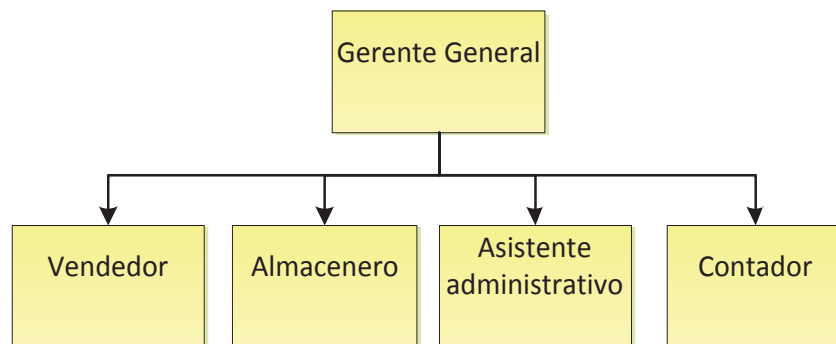 Gerente General
Vendedor
Almacenero
Asistente
administrativo
Contador